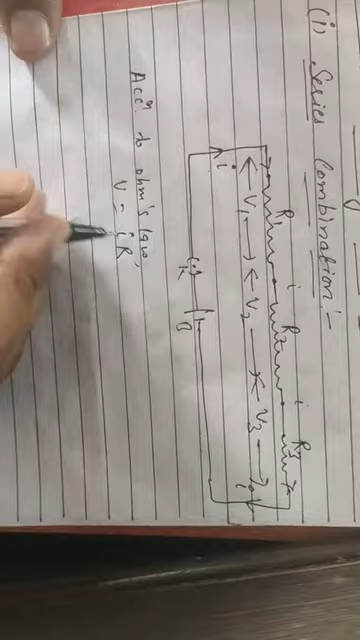 (i) Series Combination:-
R1 i R2 i R3
i ← V1 → ← V2 → ← V3 → i
(•) K B
Accn to ohm's law,
V = iR